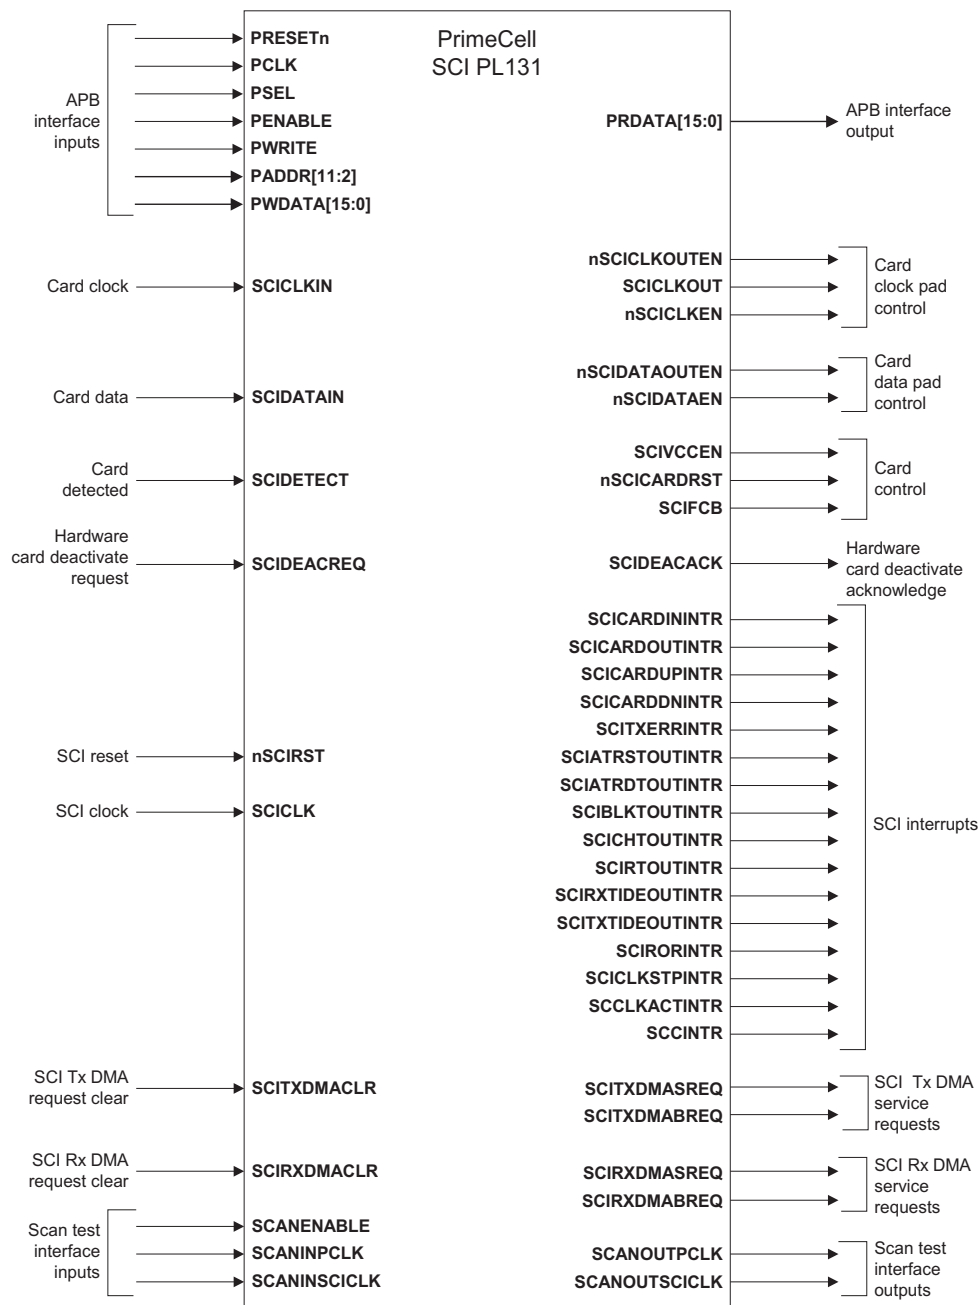 PrimeCell
SCI PL131
APB
interface
inputs
PRESETn
PCLK
PSEL
PENABLE
PWRITE
PADDR[11:2]
PWDATA[15:0]
PRDATA[15:0]
APB interface
output
Card clock
SCICLKIN
nSCICLKOUTEN
SCICLKOUT
nSCICLKEN
Card
clock pad
control
Card data
SCIDATAIN
nSCIDATAOUTEN
nSCIDATAEN
Card
data pad
control
Card
detected
SCIDETECT
SCIVCCEN
nSCICARDRST
SCIFCB
Card
control
Hardware
card deactivate
request
SCIDEACREQ
SCIDEACACK
Hardware
card deactivate
acknowledge
SCICARDININTR
SCICARDOUTINTR
SCICARDUPINTR
SCICARDDNINTR
SCITXERRINTR
SCIATRSTOUTINTR
SCIATRDTOUTINTR
SCIBLKTOUTINTR
SCICHTOUTINTR
SCIRTOUTINTR
SCIRXTIDEOUTINTR
SCITXTIDEOUTINTR
SCIRORINTR
SCICLKSTPINTR
SCCLKACTINTR
SCCINTR
SCI interrupts
SCI reset
nSCIRST
SCI clock
SCICLK
SCI Tx DMA
request clear
SCITXDMACLR
SCITXDMASREQ
SCITXDMABREQ
SCI Tx DMA
service
requests
SCI Rx DMA
request clear
SCIRXDMACLR
SCIRXDMASREQ
SCIRXDMABREQ
SCI Rx DMA
service
requests
Scan test
interface
inputs
SCANENABLE
SCANINPCLK
SCANINSCICLK
SCANOUTPCLK
SCANOUTSCICLK
Scan test
interface
outputs